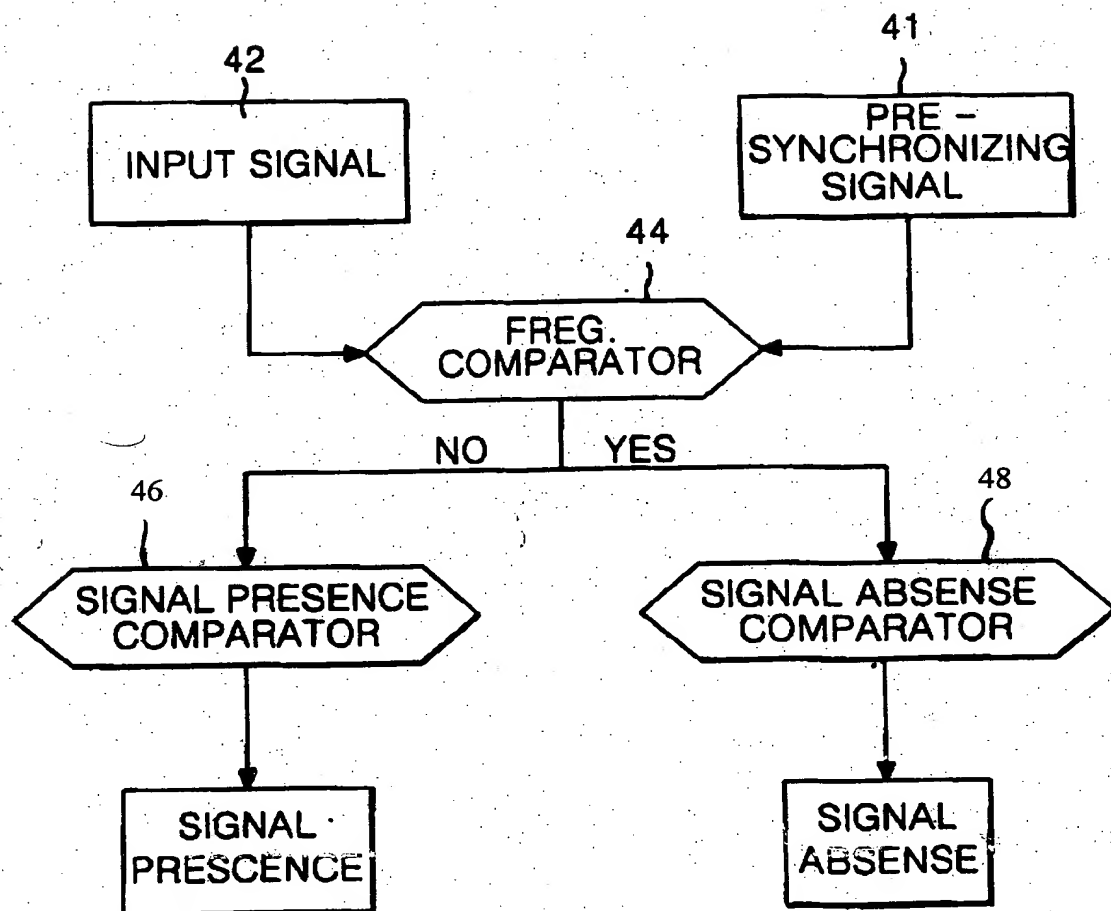 42
41
INPUT SIGNAL
PRE -
SYNCHRONIZING
SIGNAL
44
FREG.
COMPARATOR
NO YES
46
48
SIGNAL PRESENCE
COMPARATOR
SIGNAL ABSENSE
COMPARATOR
SIGNAL
PRESCENCE
SIGNAL
ABSENSE